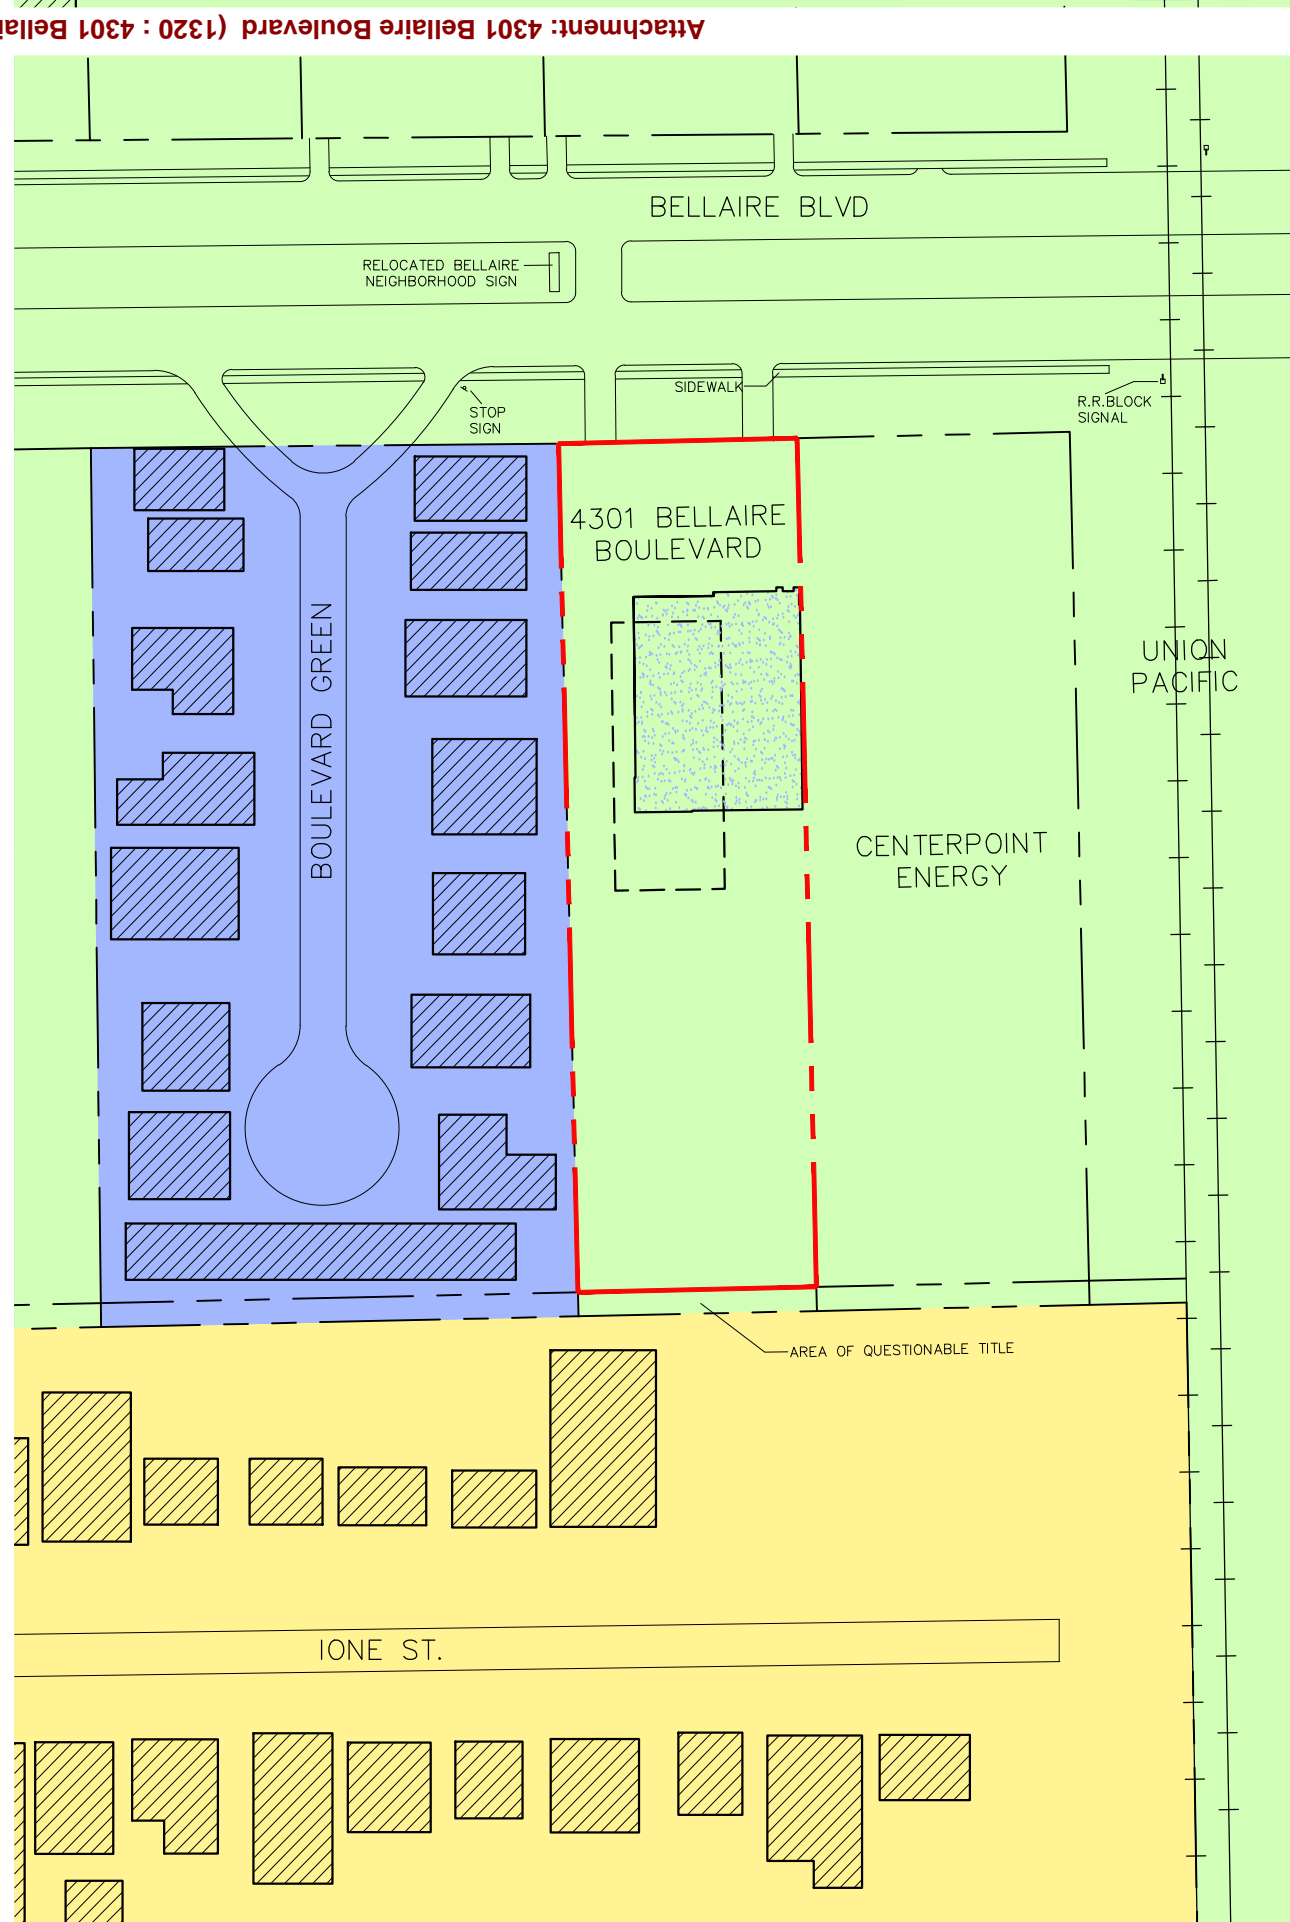 Attachment: 4301 Bellaire Boulevard (1320 : 4301 Bellai
BELLAIRE BLVD
RELOCATED BELLAIRE
NEIGHBORHOOD SIGN
SIDEWALK
STOP
SIGN
R.R.BLOCK
SIGNAL
4301 BELLAIRE
BOULEVARD
BOULEVARD GREEN
UNION
PACIFIC
CENTERPOINT
ENERGY
AREA OF QUESTIONABLE TITLE
IONE ST.